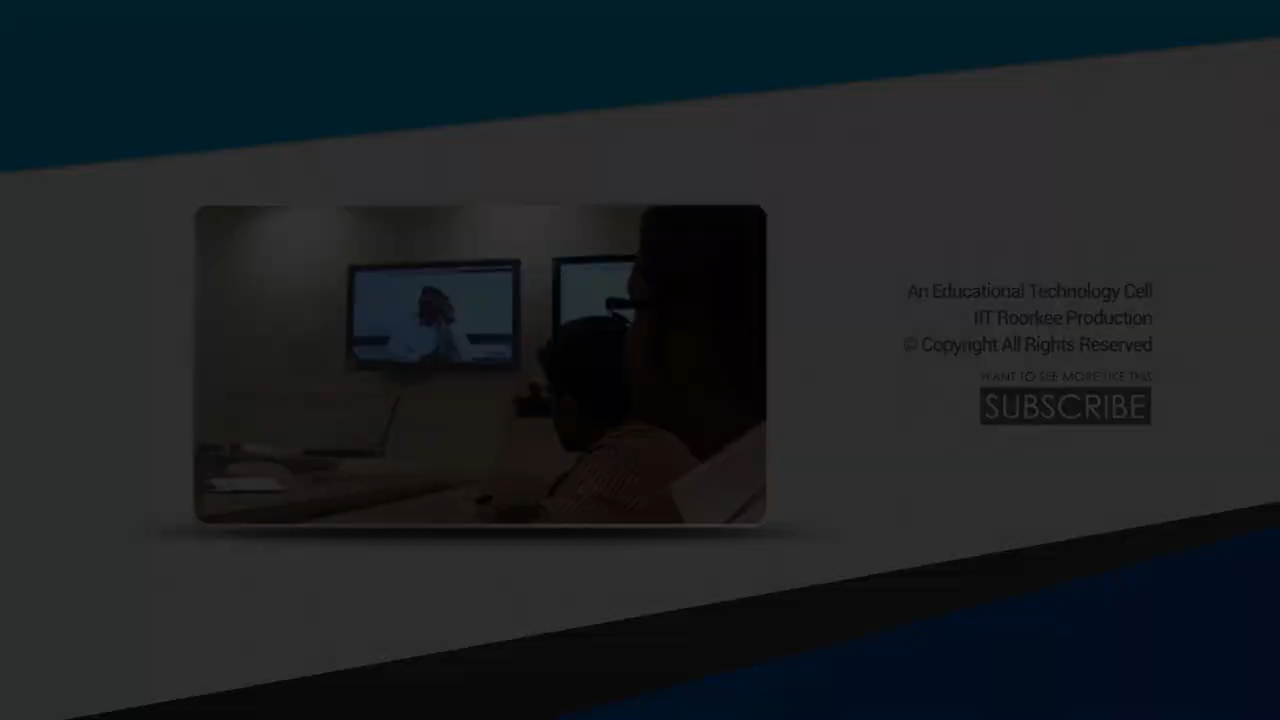 An Educational Technology Cell
IIT Roorkee Production
© Copyright All Rights Reserved
WANT TO SEE MORE LIKE THIS
SUBSCRIBE